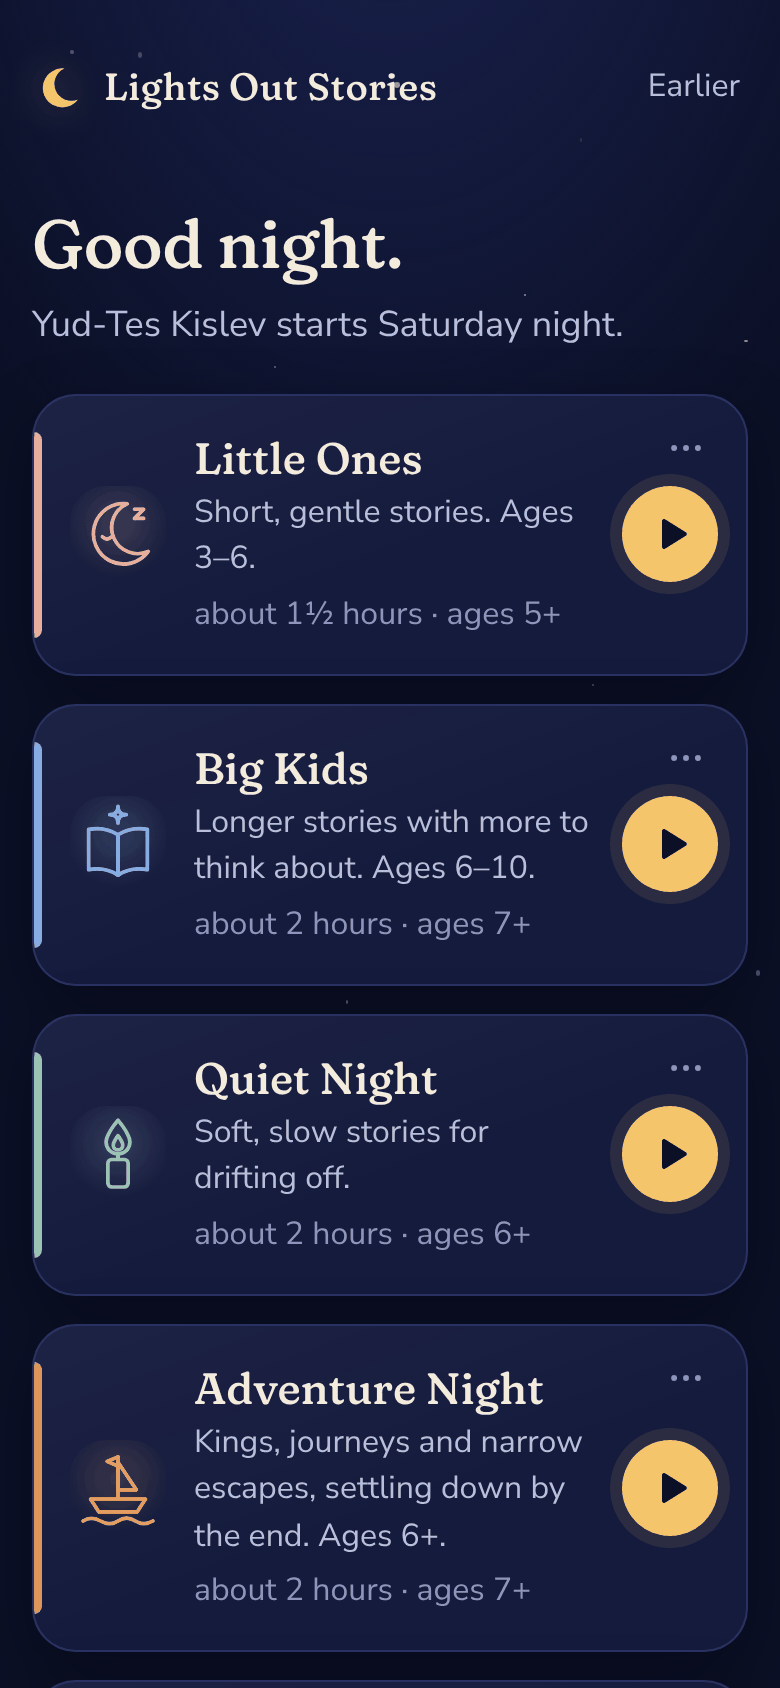 Lights Out Stories
Earlier
Good night.
Yud-Tes Kislev starts Saturday night.
Little Ones
Short, gentle stories. Ages
3–6.
about 1½ hours · ages 5+
Big Kids
Longer stories with more to
think about. Ages 6–10.
about 2 hours · ages 7+
Quiet Night
Soft, slow stories for
drifting off.
about 2 hours · ages 6+
Adventure Night
Kings, journeys and narrow
escapes, settling down by
the end. Ages 6+.
about 2 hours · ages 7+